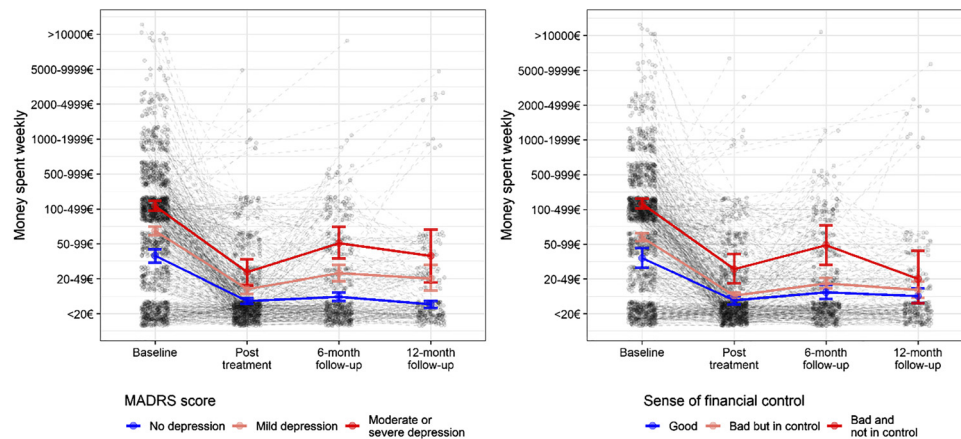 Money spent weekly
>10000€
5000-9999€
2000-4999€
1000-1999€
500-999€
100-499€
50-99€
20-49€
<20€
Baseline
Post
treatment
6-month
follow-up
12-month
follow-up
MADRS score
No depression
Mild depression
Moderate or
severe depression
Money spent weekly
>10000€
5000-9999€
2000-4999€
1000-1999€
500-999€
100-499€
50-99€
20-49€
<20€
Baseline
Post
treatment
6-month
follow-up
12-month
follow-up
Sense of financial control
Good
Bad but in control
Bad and
not in control